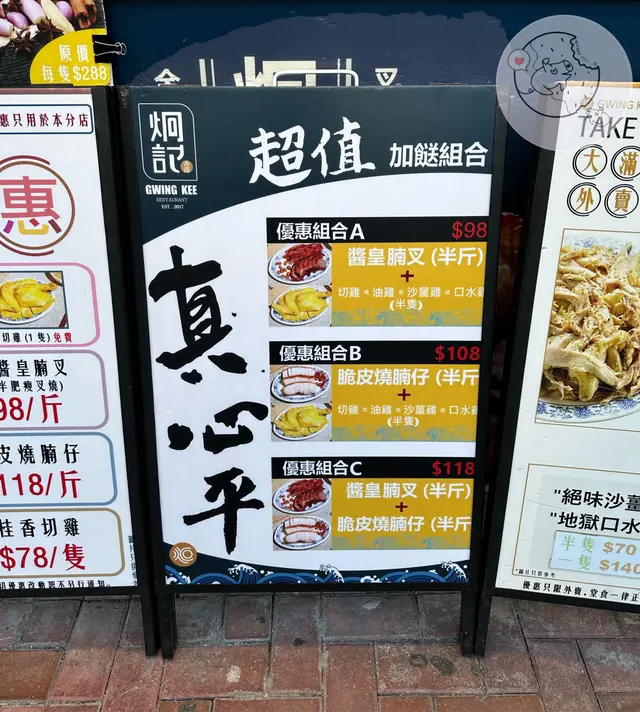 原價
每隻$288
惠只用於本分店
惠
切雞(1隻)免費
醬皇腩叉
半肥瘦叉燒)
98/斤
皮燒腩仔
118/斤
桂香切雞
$78/隻
炯記
GWING KEE
RESTAURANT
EST. 2017
超值 加餸組合
真心平
優惠組合A $98
醬皇腩叉(半斤)
+
切雞 油雞 沙薑雞 口水雞
(半隻)
優惠組合B $108
脆皮燒腩仔(半斤
+
切雞 油雞 沙薑雞 口水雞
(半隻)
優惠組合C $118
醬皇腩叉(半斤)
+
脆皮燒腩仔(半斤
GWING K
TAKE
大滿
外賣
"絕味沙薑
"地獄口水
半隻 $70
一隻 $140
*圖片只供參考
優惠只限外賣,堂食一律正